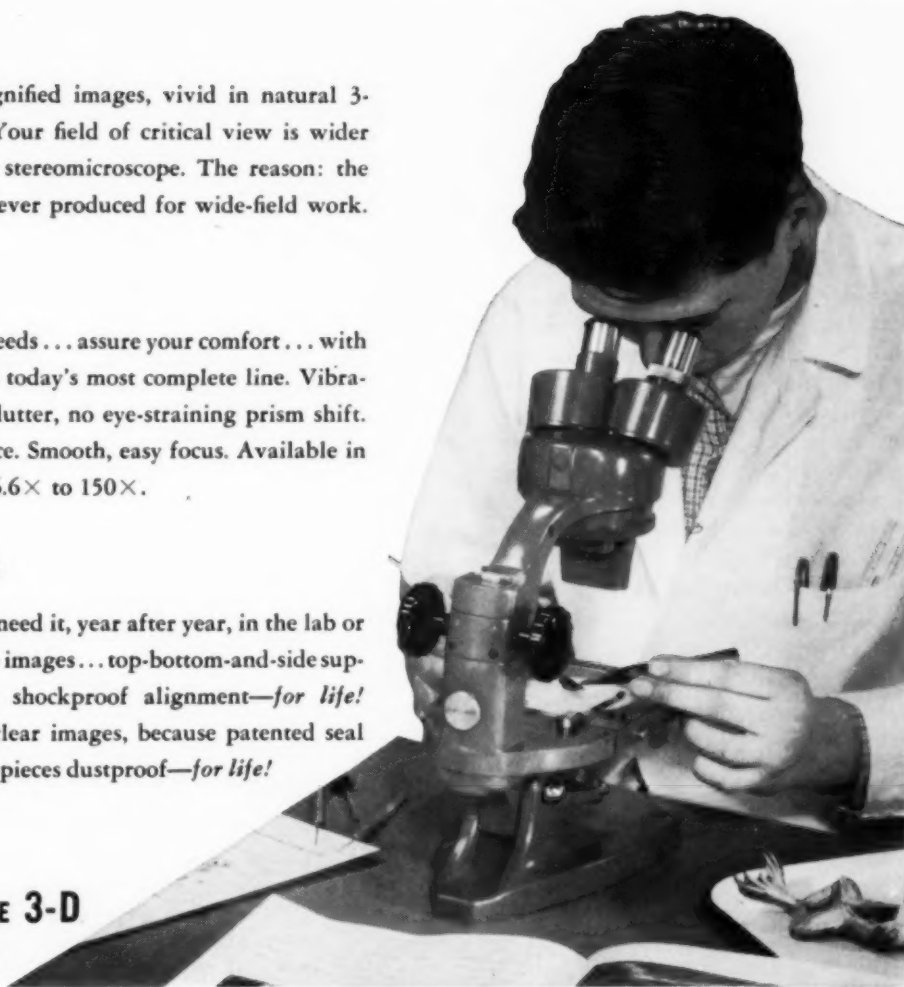 gnified images, vivid in natural 3-
Your field of critical view is wider
stereomicroscope. The reason: the
ever produced for wide-field work.
eeds . . . assure your comfort . . . with
today's most complete line. Vibra-
lutter, no eye-straining prism shift.
ce. Smooth, easy focus. Available in
6.6× to 150×.
need it, year after year, in the lab or
images . . . top-bottom-and-side sup-
shockproof alignment—for life!
lear images, because patented seal
pieces dustproof—for life!
E 3-D